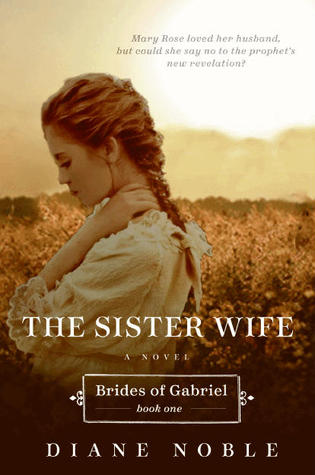 Mary Rose loved her husband,
but could she say no to the prophet's
new revelation?
THE SISTER WIFE
A NOVEL
Brides of Gabriel
book one
DIANE NOBLE